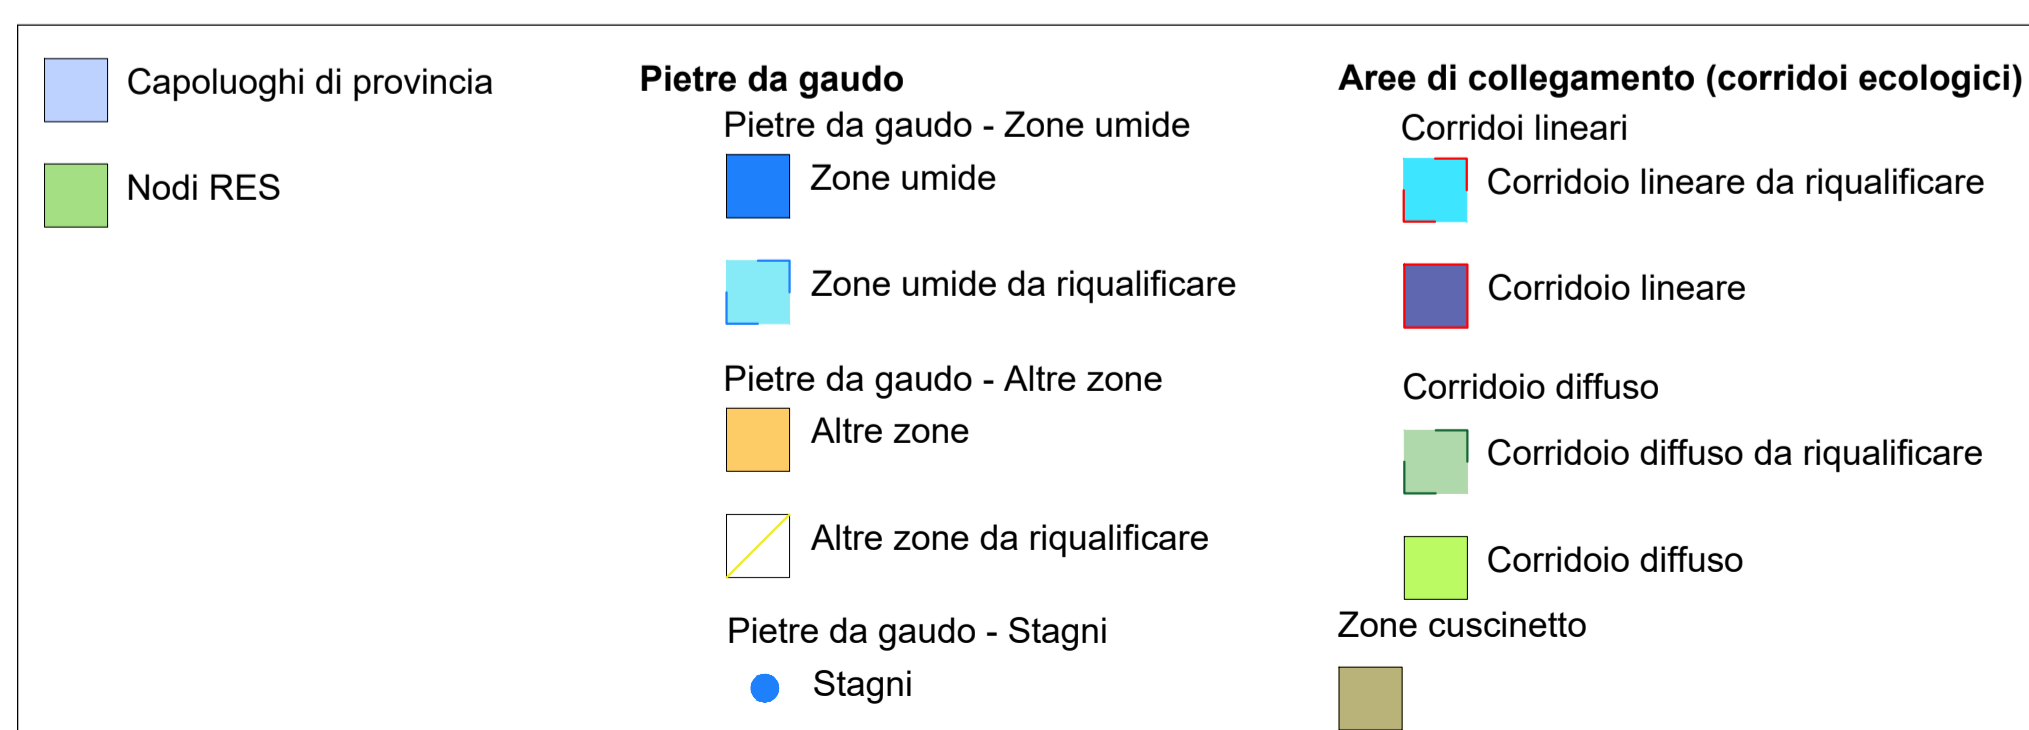 Capoluoghi di provincia
Nodi RES
Pietre da gaudo
Pietre da gaudo - Zone umide
Zone umide
Zone umide da riqualificare
Pietre da gaudo - Altre zone
Altre zone
Altre zone da riqualificare
Pietre da gaudo - Stagni
Stagni
Aree di collegamento (corridoi ecologici)
Corridoi lineari
Corridoio lineare da riqualificare
Corridoio lineare
Corridoio diffuso
Corridoio diffuso da riqualificare
Corridoio diffuso
Zone cuscinetto